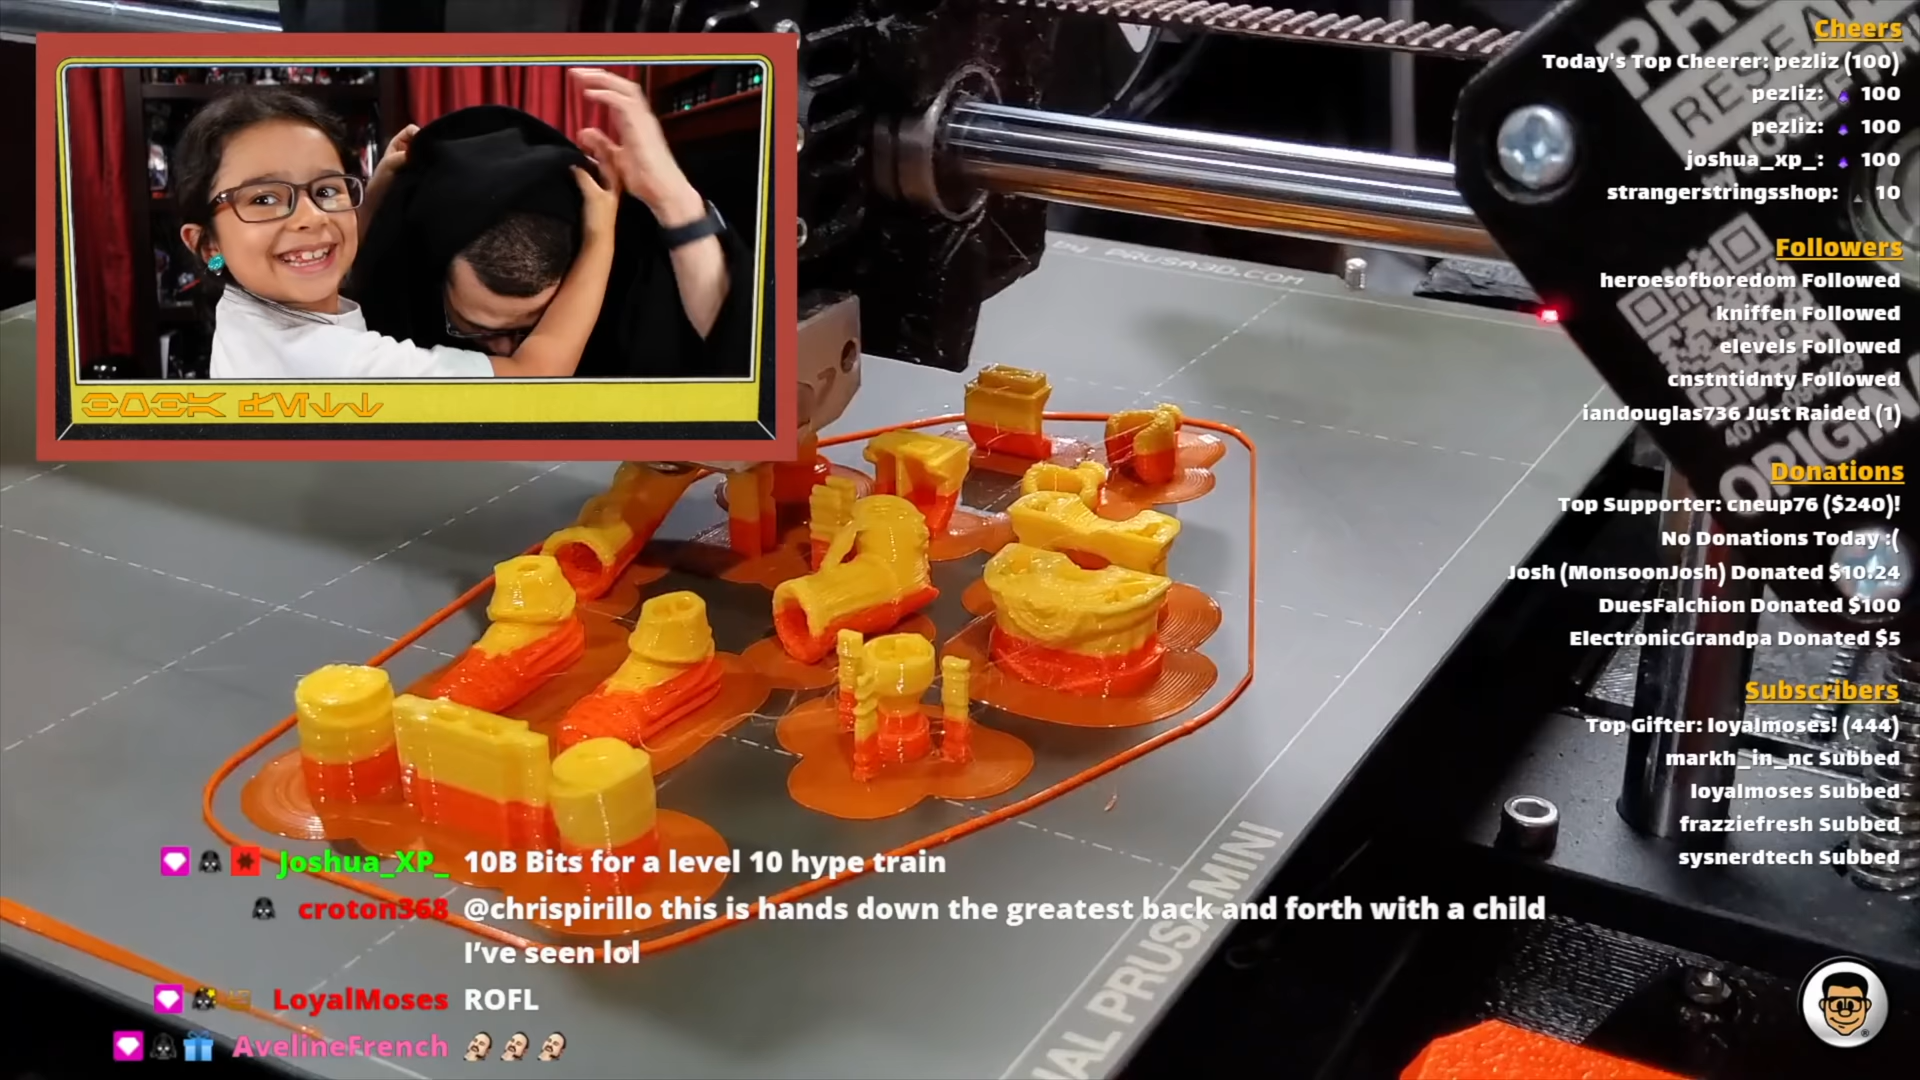 Cheers
Today's Top Cheerer: pezliz (100)
pezliz: 100
pezliz: 100
joshua_xp_: 100
strangerstringsshop: 10
Followers
heroesofboredom Followed
kniffen Followed
elevels Followed
cnstntidnty Followed
iandouglas736 Just Raided (1)
Donations
Top Supporter: cneup76 ($240)!
No Donations Today :(
Josh (MonsoonJosh) Donated $10.24
DuesFalchion Donated $100
ElectronicGrandpa Donated $5
Subscribers
Top Gifter: loyalmoses! (444)
markh_in_nc Subbed
loyalmoses Subbed
frazziefresh Subbed
sysnerdtech Subbed
BY PRUSA3D.COM
ORIGINA
NAL PRUSA MINI
Joshua_XP_ 10B Bits for a level 10 hype train
croton368 @chrispirillo this is hands down the greatest back and forth with a child
I've seen lol
LoyalMoses ROFL
AvelineFrench